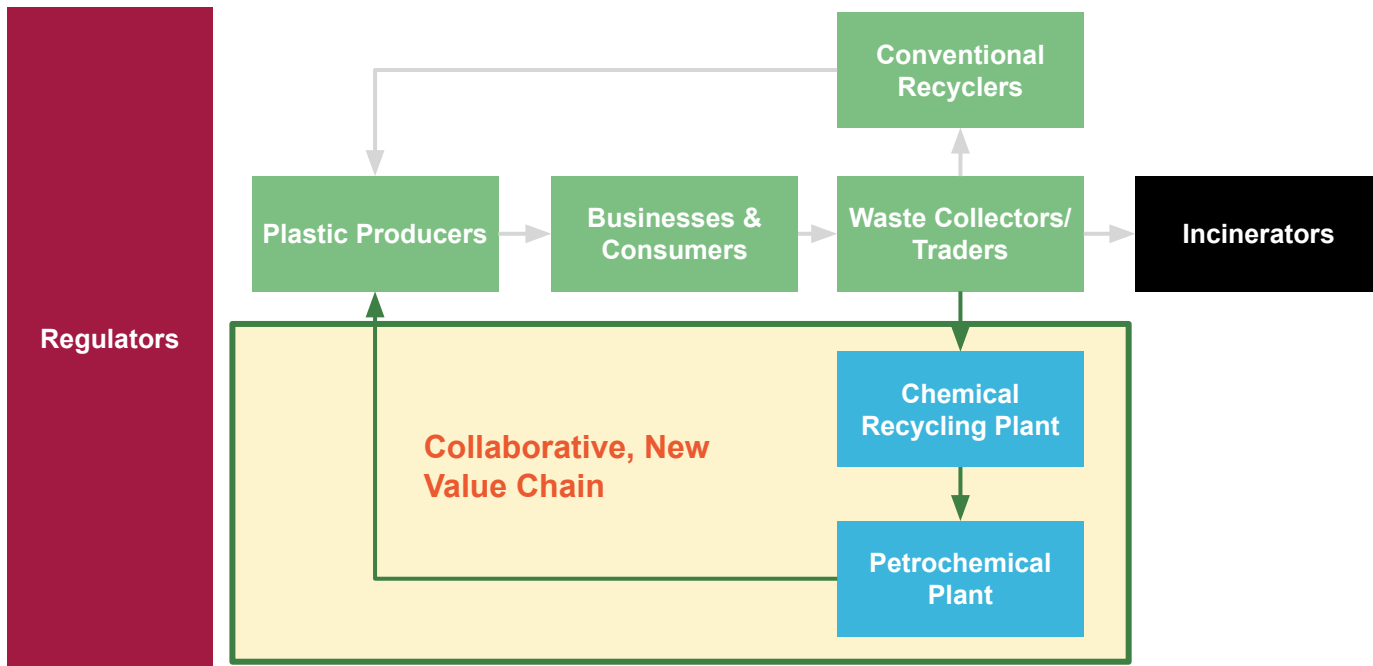 Regulators
Conventional
Recyclers
Plastic Producers
Businesses &
Consumers
Waste Collectors/
Traders
Incinerators
Collaborative, New
Value Chain
Chemical
Recycling Plant
Petrochemical
Plant